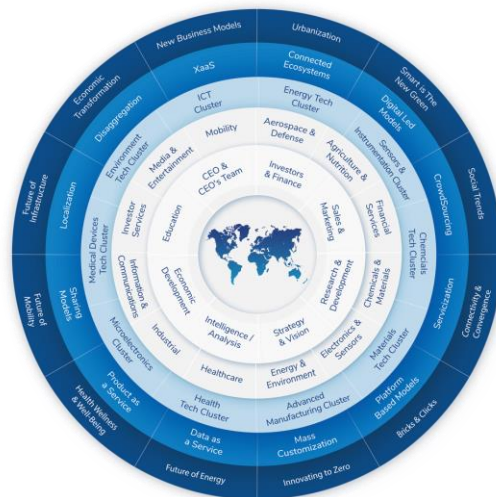 New Business Models
Urbanization
Smart is The
New Green
Social Trends
Connectivity &
Convergence
Bricks & Clicks
Innovating to Zero
Future of Energy
Health Wellness
& Well-Being
Future of
Mobility
Future of
Infrastructure
Economic
Transformation
XaaS
Connected
Ecosystems
Digital Led
Models
CrowdSourcing
Servicization
Platform
Based Models
Mass
Customization
Data as
a Service
Product as
a Service
Sharing
Models
Localization
Disaggregation
ICT
Cluster
Energy Tech
Cluster
Sensors &
Instrumentation Cluster
Chemcials
Tech Cluster
Materials
Tech Cluster
Advanced
Manufacturing Cluster
Health
Tech Cluster
Microelectronics
Cluster
Medical Devices
Tech Cluster
Environment
Tech Cluster
Mobility
Aerospace &
Defense
Agriculture &
Nutrition
Financial
Services
Chemicals &
Materials
Electronics &
Sensors
Energy &
Environment
Healthcare
Industrial
Information &
Communications
Investor
Services
Media &
Entertainment
CEO &
CEO's Team
Investors
& Finance
Sales &
Marketing
Research &
Development
Strategy
& Vision
Intelligence /
Analysis
Economic
Development
Education